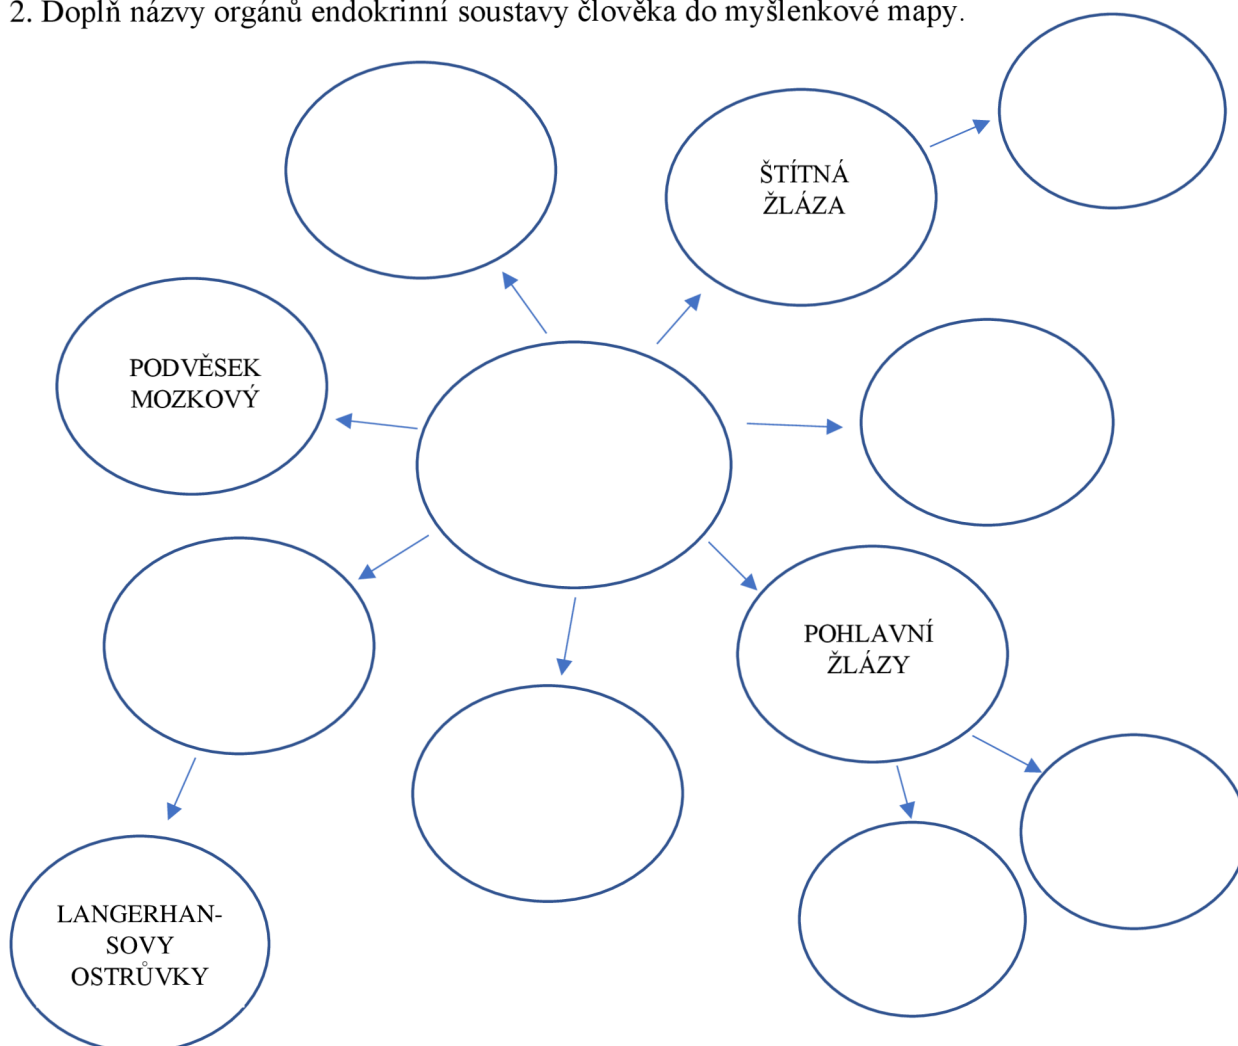 2. Doplň názvy orgánů endokrinní soustavy člověka do myšlenkové mapy.
ŠTÍTNÁ
ŽLÁZA
PODVĚSEK
MOZKOVÝ
POHLAVNÍ
ŽLÁZY
LANGERHAN-
SOVY
OSTRŮVKY